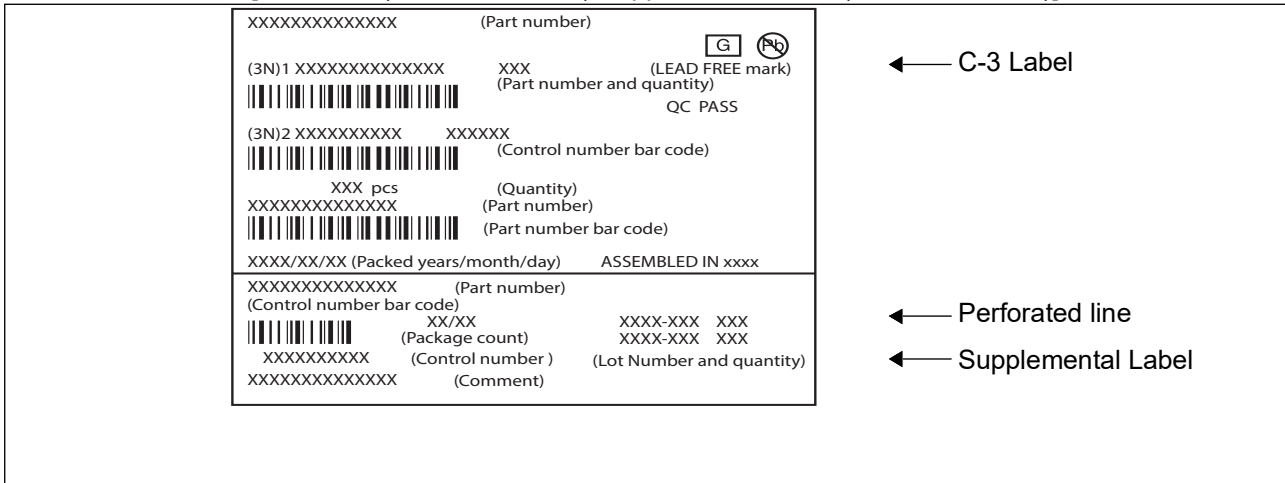 XXXXXXXXXXXXXX (Part number)
G Pb
(3N)1 XXXXXXXXXXXXXX XXX (LEAD FREE mark)
(Part number and quantity)
QC PASS
(3N)2 XXXXXXXXXX XXXXXX
(Control number bar code)
XXX pcs (Quantity)
XXXXXXXXXXXXXX (Part number)
(Part number bar code)
XXXX/XX/XX (Packed years/month/day) ASSEMBLED IN xxxx
XXXXXXXXXXXXXX (Part number)
(Control number bar code)
XX/XX XXXX-XXX XXX
(Package count) XXXX-XXX XXX
XXXXXXXXXX (Control number ) (Lot Number and quantity)
XXXXXXXXXXXXXX (Comment)
C-3 Label
Perforated line
Supplemental Label